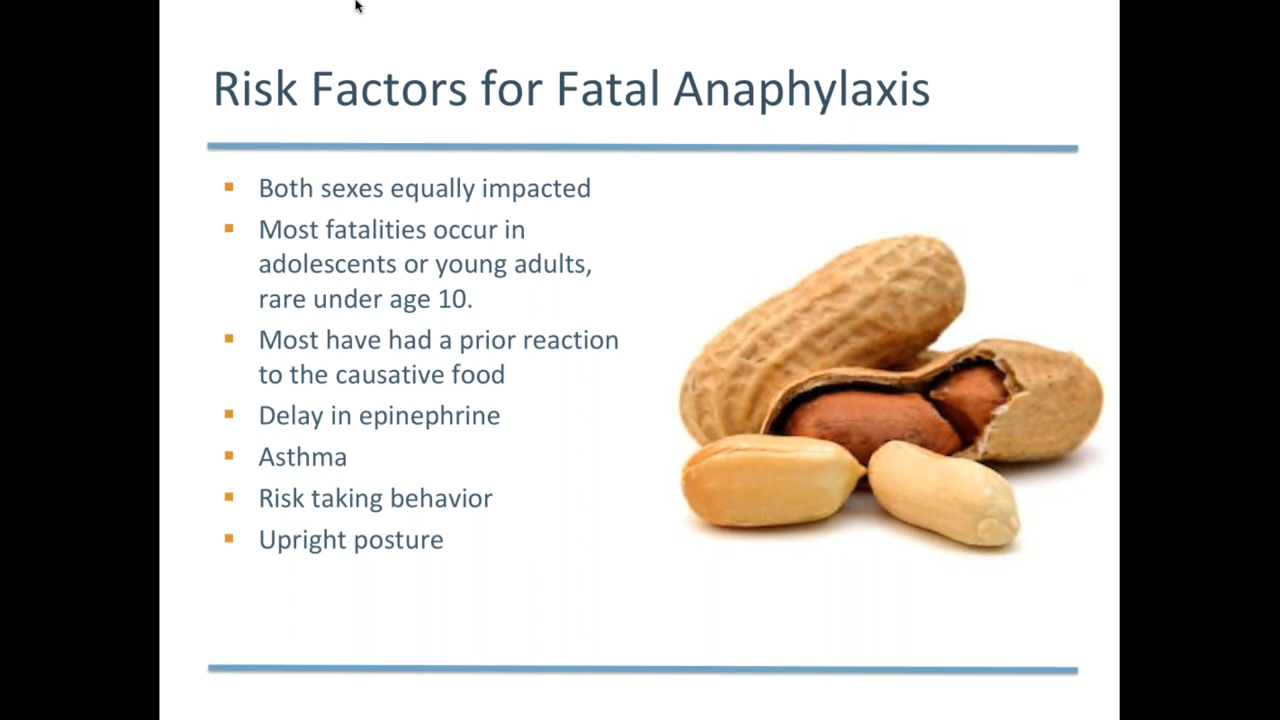 Risk Factors for Fatal Anaphylaxis
Both sexes equally impacted
Most fatalities occur in
adolescents or young adults,
rare under age 10.
Most have had a prior reaction
to the causative food
Delay in epinephrine
Asthma
Risk taking behavior
Upright posture